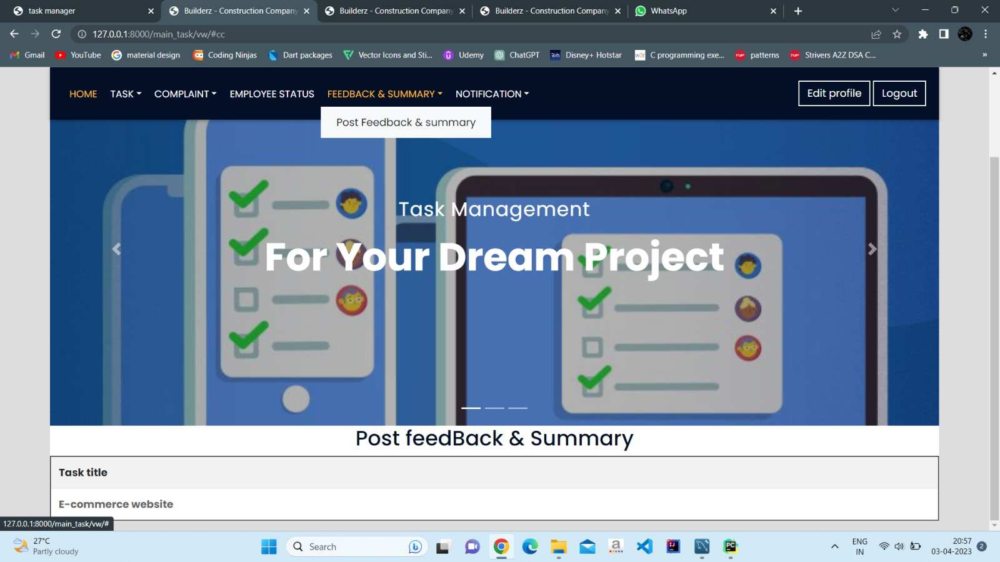 task manager
Builderz - Construction Company
Builderz - Construction Company
Builderz - Construction Company
WhatsApp
127.0.0.1:8000/main_task/vw/#cc
Gmail
YouTube
material design
Coding Ninjas
Dart packages
Vector Icons and Sti...
Udemy
ChatGPT
Disney+ Hotstar
C programming exe...
patterns
Strivers A2Z DSA C...
»
HOME
TASK
COMPLAINT
EMPLOYEE STATUS
FEEDBACK & SUMMARY
NOTIFICATION
Edit profile
Logout
Post Feedback & summary
Task Management
For Your Dream Project
Post feedBack & Summary
Task title
E-commerce website
127.0.0.1:8000/main_task/vw/#
27°C
Partly cloudy
Search
ENG
IN
20:57
03-04-2023
2